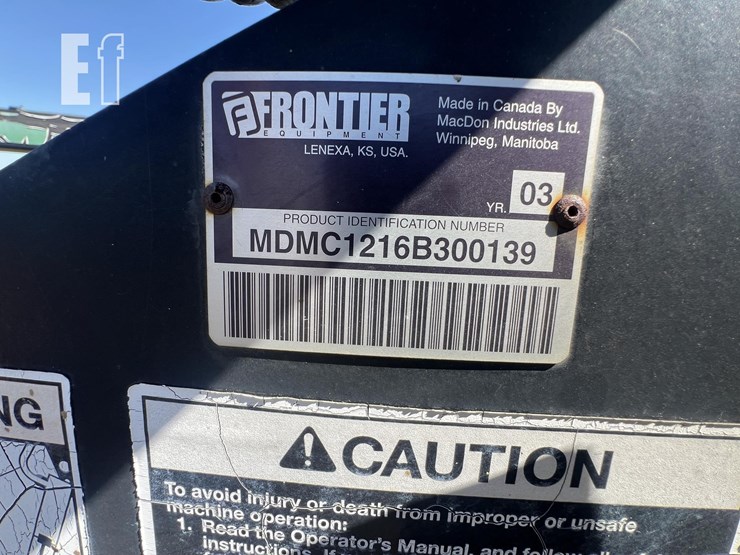 Ef
FRONTIER
EQUIPMENT
LENEXA, KS, USA.
Made in Canada By
MacDon Industries Ltd.
Winnipeg, Manitoba
YR. 03
PRODUCT IDENTIFICATION NUMBER
MDMC1216B300139
NG
CAUTION
To avoid injury or death from improper or unsafe
machine operation:
1. Read the Operator's Manual, and follow all
instructions. If